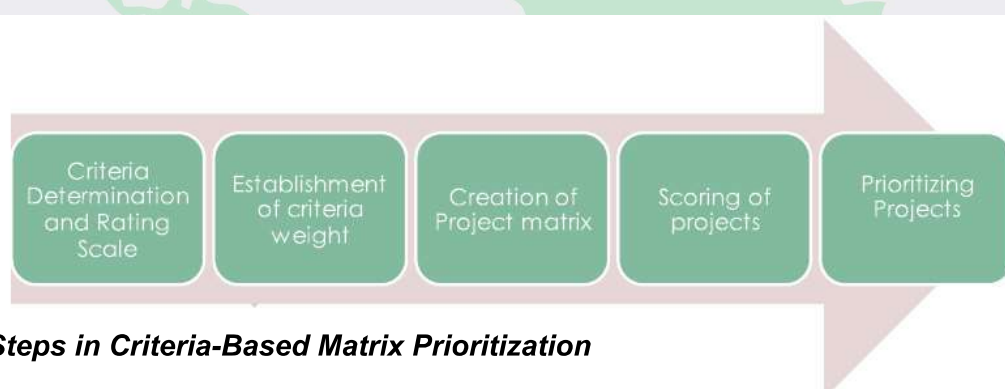 Criteria
Determination
and Rating
Scale
Establishment
of criteria
weight
Creation of
Project matrix
Scoring of
projects
Prioritizing
Projects
Steps in Criteria-Based Matrix Prioritization